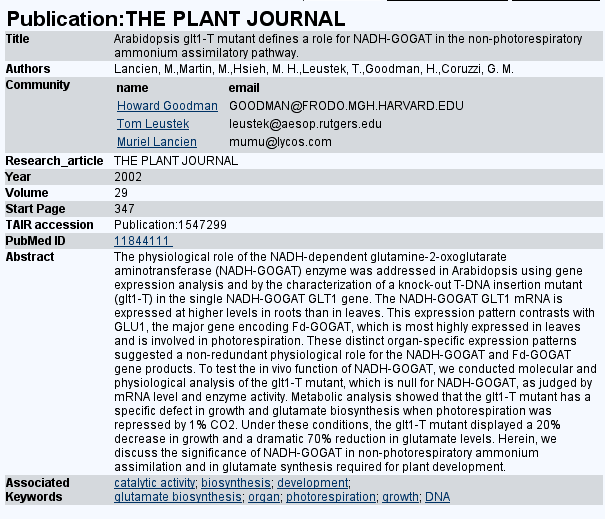 Publication:THE PLANT JOURNAL
Title Arabidopsis glt1-T mutant defines a role for NADH-GOGAT in the non-photorespiratory
ammonium assimilatory pathway.
Authors Lancien, M.,Martin, M.,Hsieh, M. H.,Leustek, T.,Goodman, H.,Coruzzi, G. M.
Community name email
Howard Goodman GOODMAN@FRODO.MGH.HARVARD.EDU
Tom Leustek leustek@aesop.rutgers.edu
Muriel Lancien mumu@lycos.com
Research_article THE PLANT JOURNAL
Year 2002
Volume 29
Start Page 347
TAIR accession Publication:1547299
PubMed ID 11844111
Abstract The physiological role of the NADH-dependent glutamine-2-oxoglutarate
aminotransferase (NADH-GOGAT) enzyme was addressed in Arabidopsis using gene
expression analysis and by the characterization of a knock-out T-DNA insertion mutant
(glt1-T) in the single NADH-GOGAT GLT1 gene. The NADH-GOGAT GLT1 mRNA is
expressed at higher levels in roots than in leaves. This expression pattern contrasts with
GLU1, the major gene encoding Fd-GOGAT, which is most highly expressed in leaves
and is involved in photorespiration. These distinct organ-specific expression patterns
suggested a non-redundant physiological role for the NADH-GOGAT and Fd-GOGAT
gene products. To test the in vivo function of NADH-GOGAT, we conducted molecular and
physiological analysis of the glt1-T mutant, which is null for NADH-GOGAT, as judged by
mRNA level and enzyme activity. Metabolic analysis showed that the glt1-T mutant has a
specific defect in growth and glutamate biosynthesis when photorespiration was
repressed by 1% CO2. Under these conditions, the glt1-T mutant displayed a 20%
decrease in growth and a dramatic 70% reduction in glutamate levels. Herein, we
discuss the significance of NADH-GOGAT in non-photorespiratory ammonium
assimilation and in glutamate synthesis required for plant development.
Associated catalytic activity; biosynthesis; development;
Keywords glutamate biosynthesis; organ; photorespiration; growth; DNA